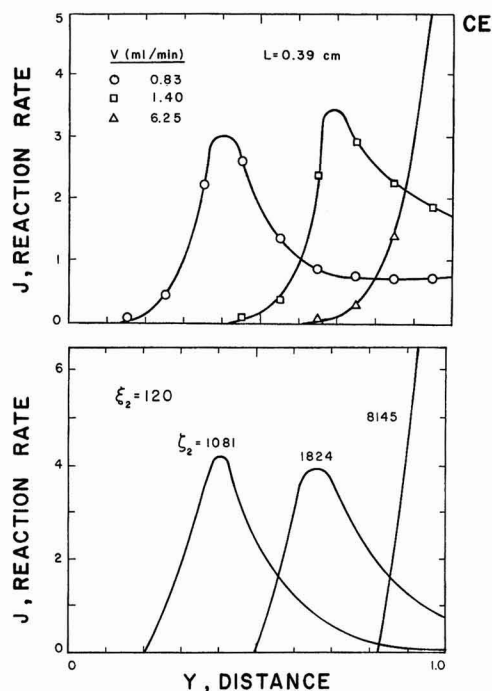 CE
V (ml/min)
L=0.39 cm
○ 0.83
□ 1.40
△ 6.25
5
4
3
2
1
0
J, REACTION RATE
ξ₂=120
ζ₂=1081
1824
8145
6
4
2
0
J, REACTION RATE
0
.5
1.0
Y, DISTANCE